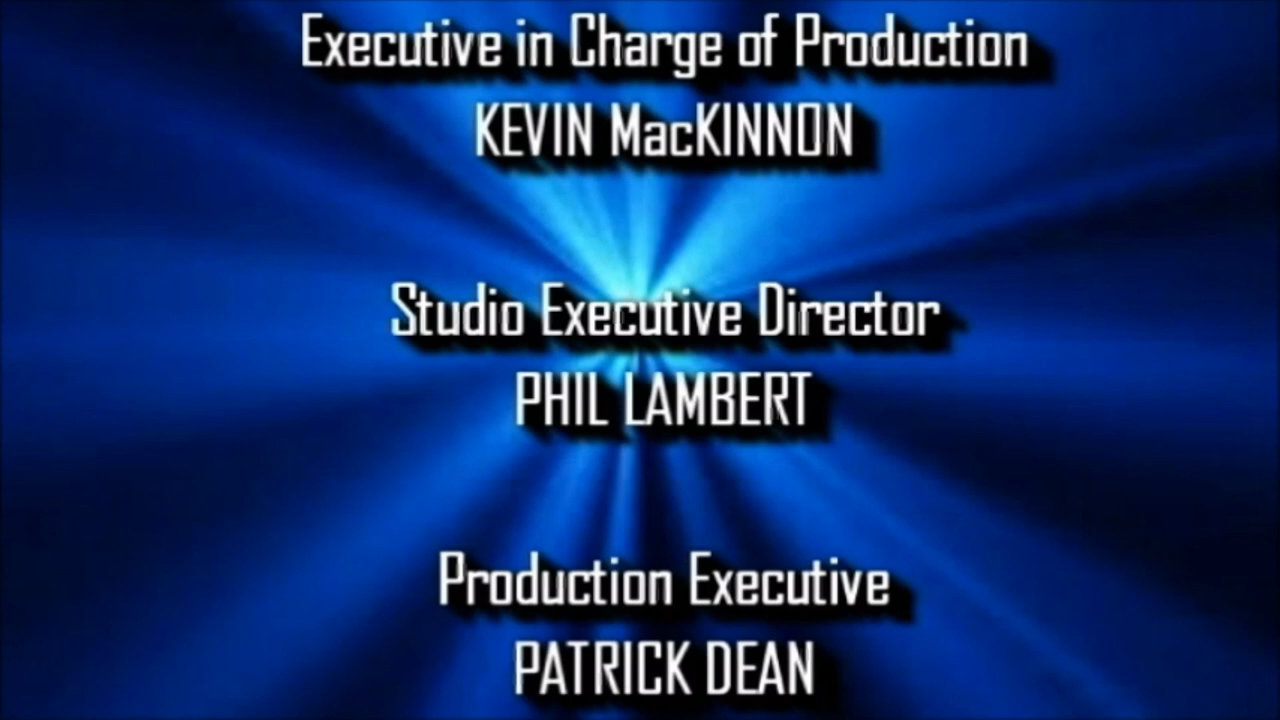 Executive in Charge of Production
KEVIN MacKINNON
Studio Executive Director
PHIL LAMBERT
Production Executive
PATRICK DEAN